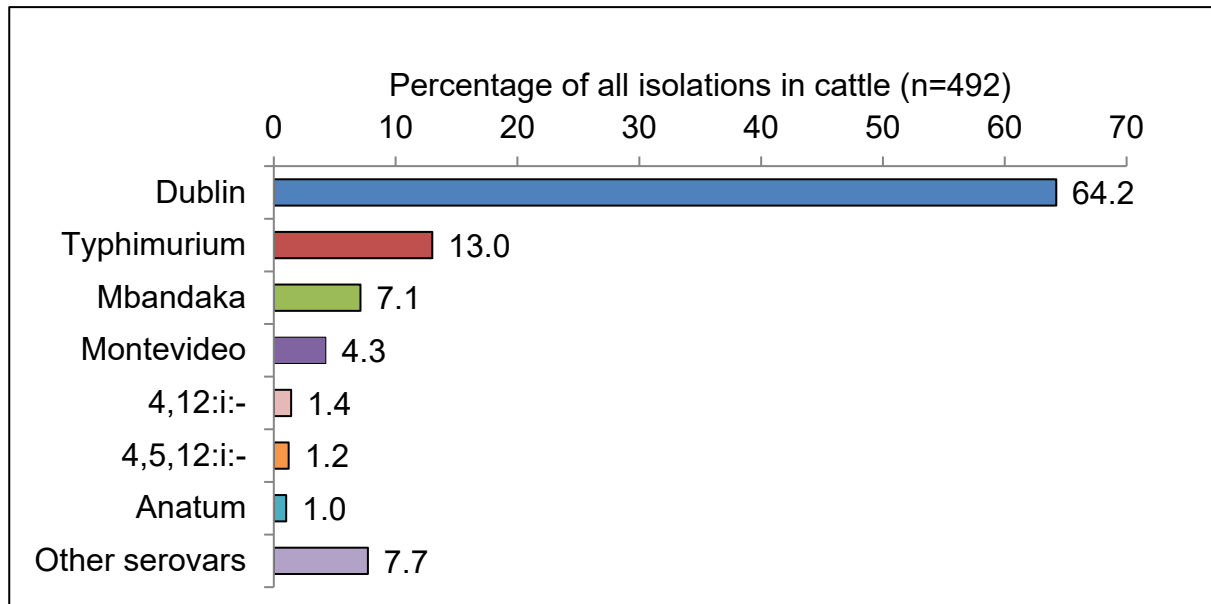 Percentage of all isolations in cattle (n=492)
0 10 20 30 40 50 60 70
Dublin 64.2
Typhimurium 13.0
Mbandaka 7.1
Montevideo 4.3
4,12:i:- 1.4
4,5,12:i:- 1.2
Anatum 1.0
Other serovars 7.7